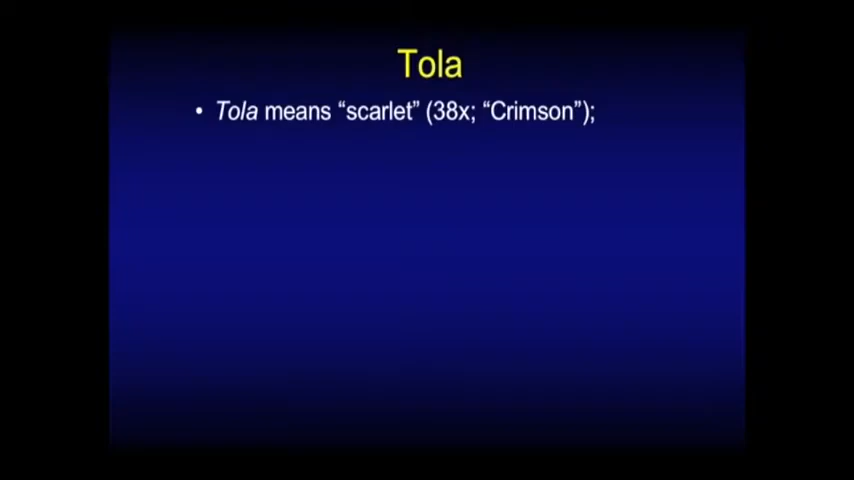 Tola
• Tola means “scarlet” (38x; “Crimson”);